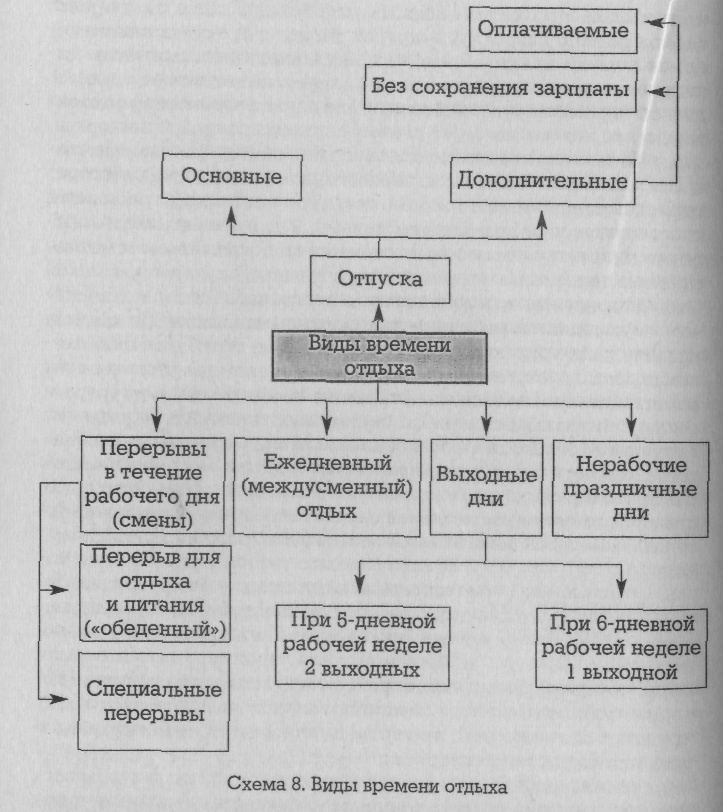 Оплачиваемые
Без сохранения зарплаты
Основные
Дополнительные
Отпуска
Виды времени
отдыха
Перерывы
в течение
рабочего дня
(смены)
Ежедневный
(междусменный)
отдых
Выходные
дни
Нерабочие
праздничные
дни
Перерыв для
отдыха
и питания
(«обеденный»)
При 5-дневной
рабочей неделе
2 выходных
При 6-дневной
рабочей неделе
1 выходной
Специальные
перерывы
Схема 8. Виды времени отдыха